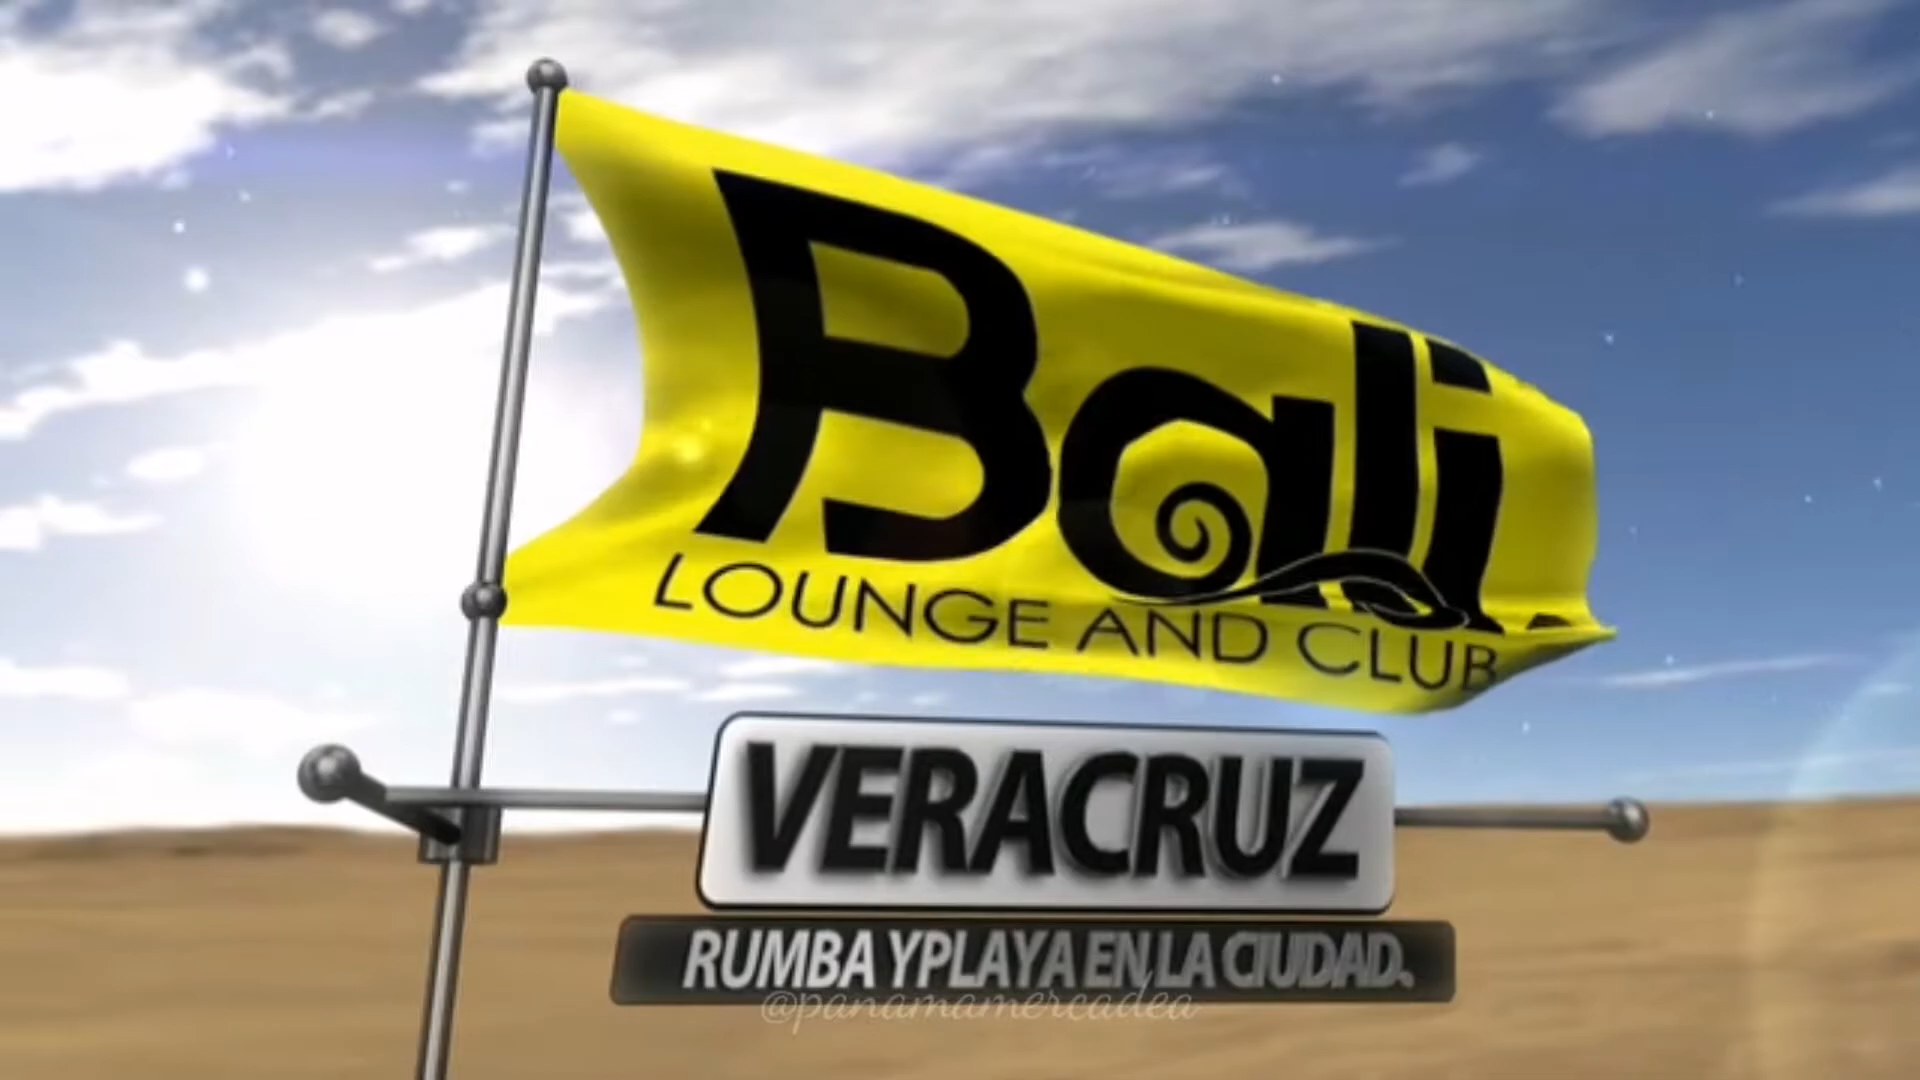 Bali
LOUNGE AND CLUB
VERACRUZ
RUMBA YPLAYA EN LA CIUDAD.
@panamamercadea